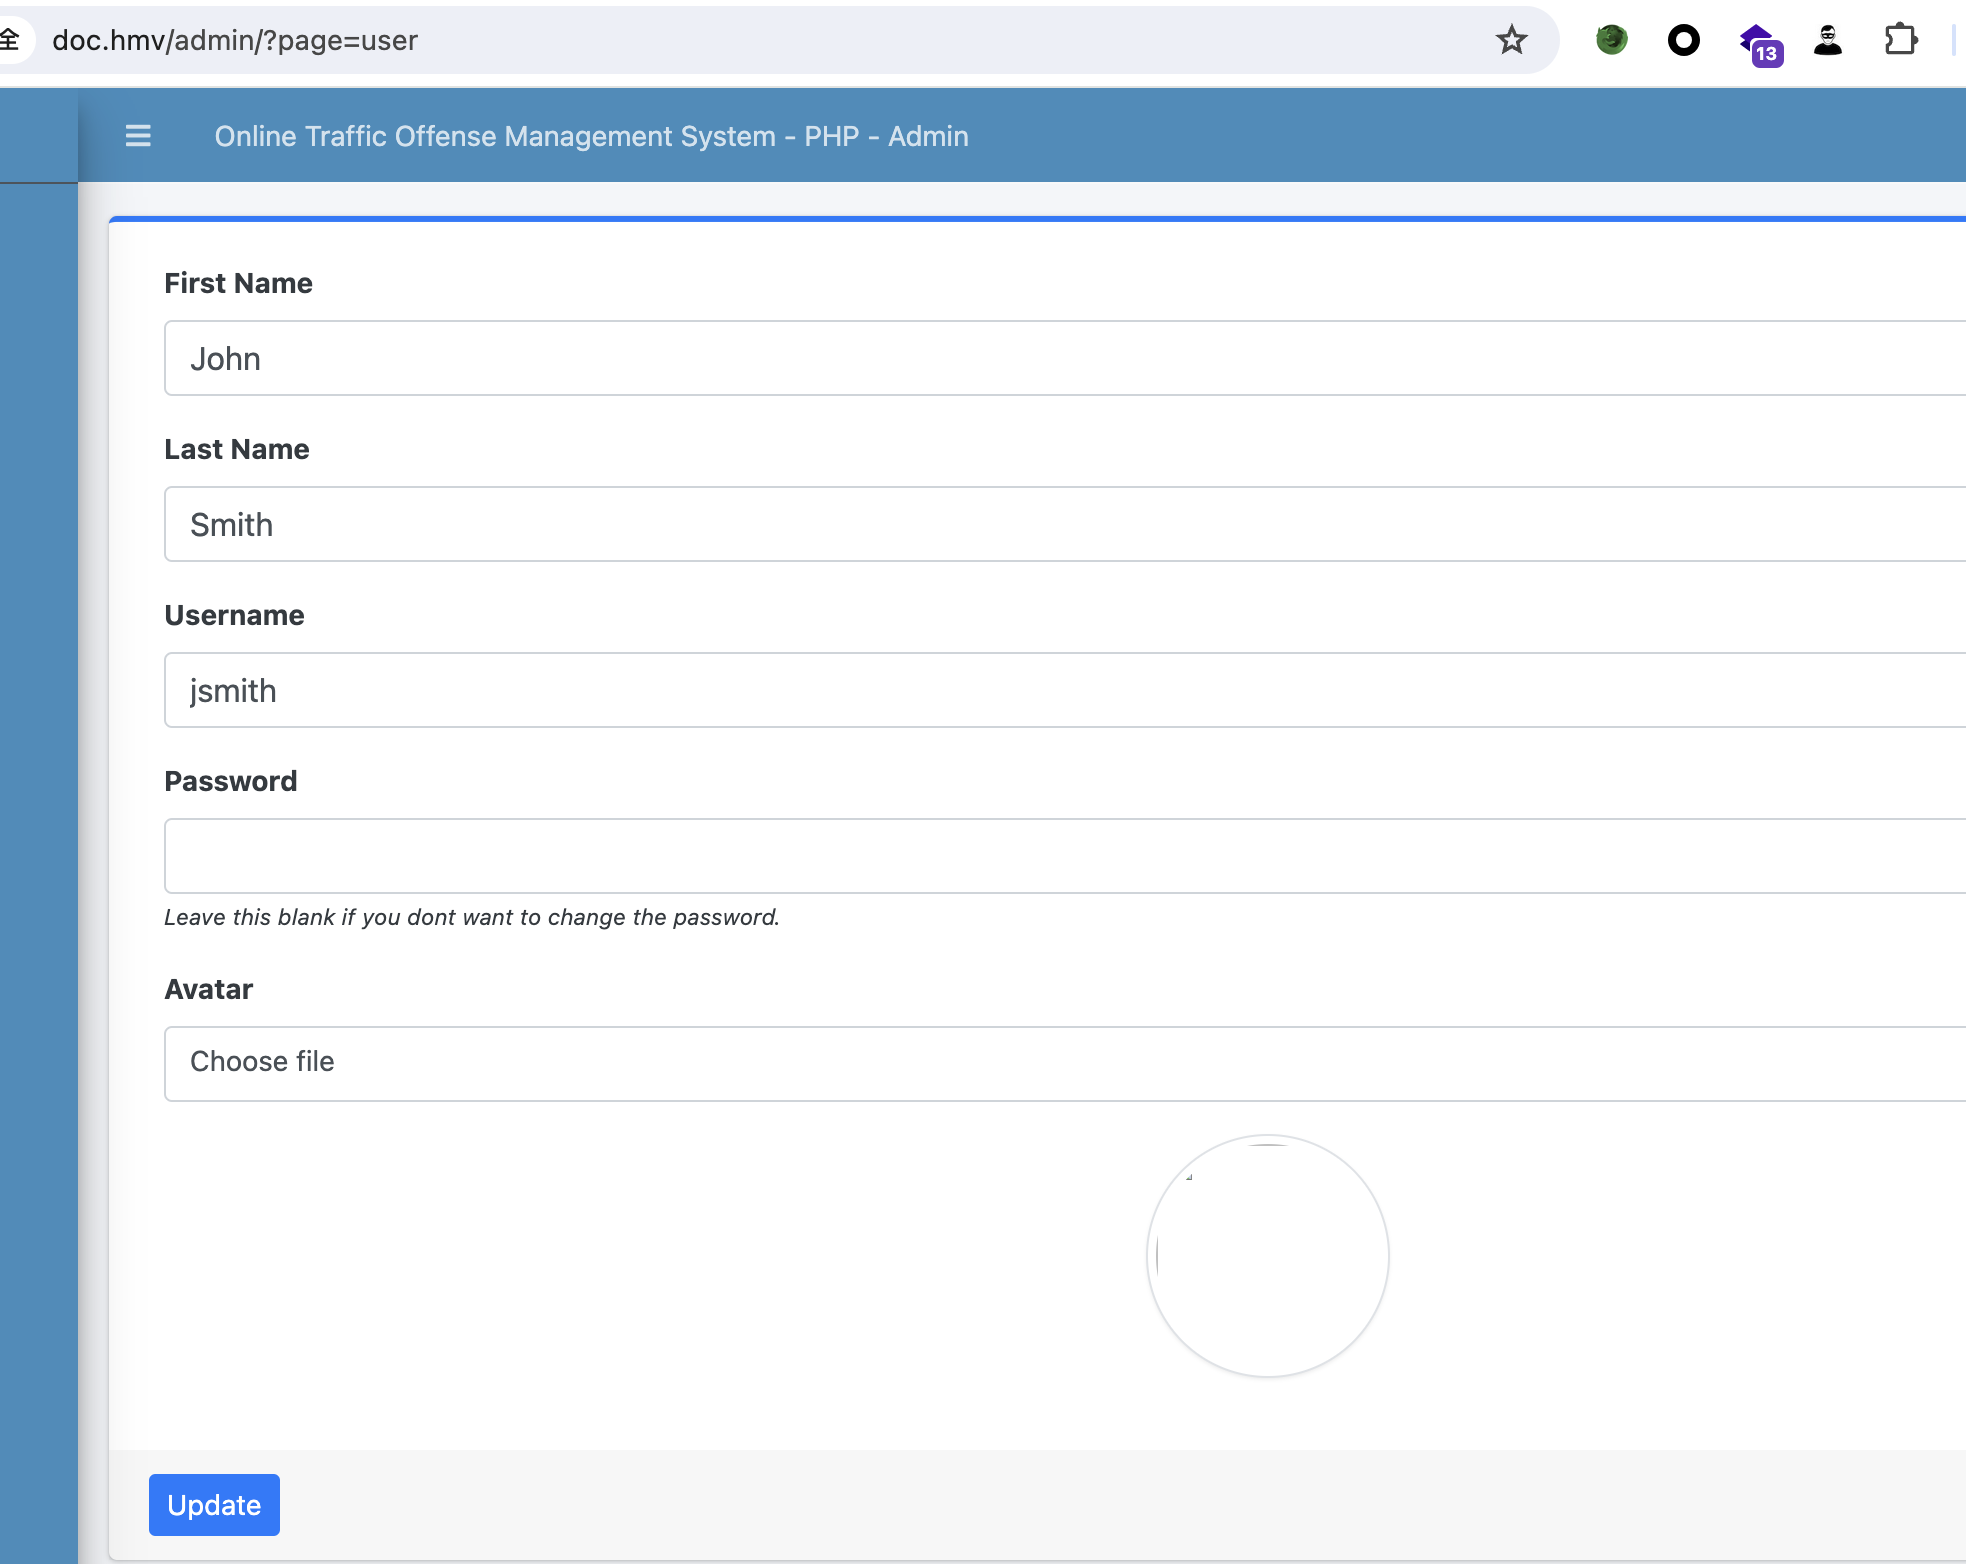 全 doc.hmv/admin/?page=user
13
Online Traffic Offense Management System - PHP - Admin
First Name
John
Last Name
Smith
Username
jsmith
Password
Leave this blank if you dont want to change the password.
Avatar
Choose file
Update